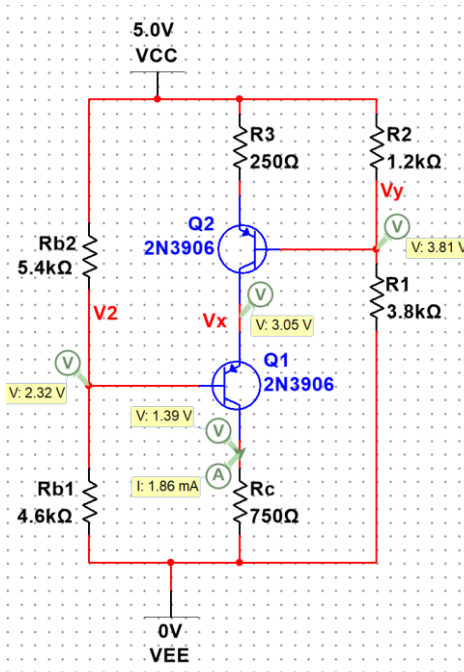 5.0V
VCC
R3
250Ω
R2
1.2kΩ
Vy
Q2
2N3906
V
V: 3.81 V
Rb2
5.4kΩ
R1
3.8kΩ
V
V2
Vx
V: 3.05 V
V
Q1
2N3906
V: 2.32 V
V: 1.39 V
V
A
I: 1.86 mA
Rb1
4.6kΩ
Rc
750Ω
0V
VEE